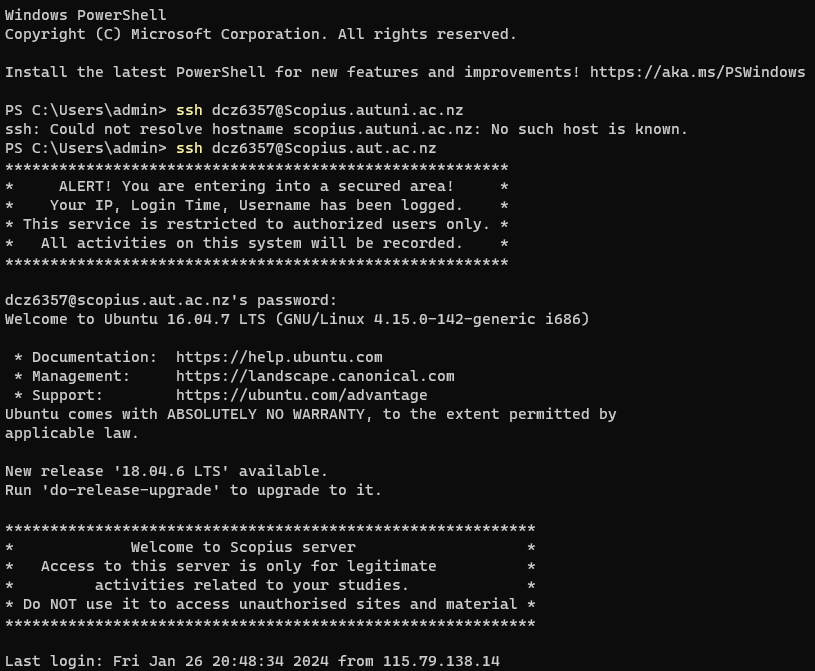 Windows PowerShell
Copyright (C) Microsoft Corporation. All rights reserved.
Install the latest PowerShell for new features and improvements! https://aka.ms/PSWindows
PS C:\Users\admin> ssh dcz6357@Scopius.autuni.ac.nz
ssh: Could not resolve hostname scopius.autuni.ac.nz: No such host is known.
PS C:\Users\admin> ssh dcz6357@Scopius.aut.ac.nz
********************************************************
*     ALERT! You are entering into a secured area!     *
*    Your IP, Login Time, Username has been logged.    *
* This service is restricted to authorized users only. *
*   All activities on this system will be recorded.    *
********************************************************
dcz6357@scopius.aut.ac.nz's password:
Welcome to Ubuntu 16.04.7 LTS (GNU/Linux 4.15.0-142-generic i686)
 * Documentation:  https://help.ubuntu.com
 * Management:     https://landscape.canonical.com
 * Support:        https://ubuntu.com/advantage
Ubuntu comes with ABSOLUTELY NO WARRANTY, to the extent permitted by
applicable law.
New release '18.04.6 LTS' available.
Run 'do-release-upgrade' to upgrade to it.
***********************************************************
*             Welcome to Scopius server                   *
*   Access to this server is only for legitimate          *
*         activities related to your studies.             *
* Do NOT use it to access unauthorised sites and material *
***********************************************************
Last login: Fri Jan 26 20:48:34 2024 from 115.79.138.14